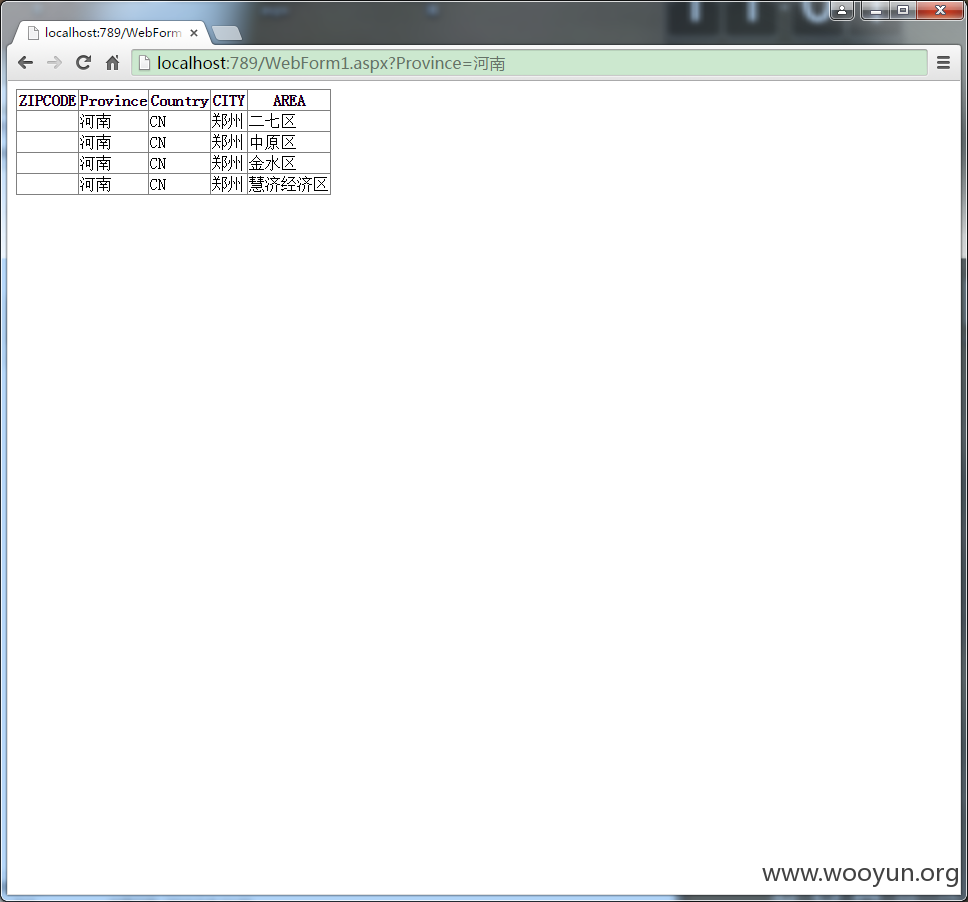 localhost:789/WebForm
localhost:789/WebForm1.aspx?Province=河南
ZIPCODE Province Country CITY AREA
河南 CN 郑州 二七区
河南 CN 郑州 中原区
河南 CN 郑州 金水区
河南 CN 郑州 慧济经济区
www.wooyun.org